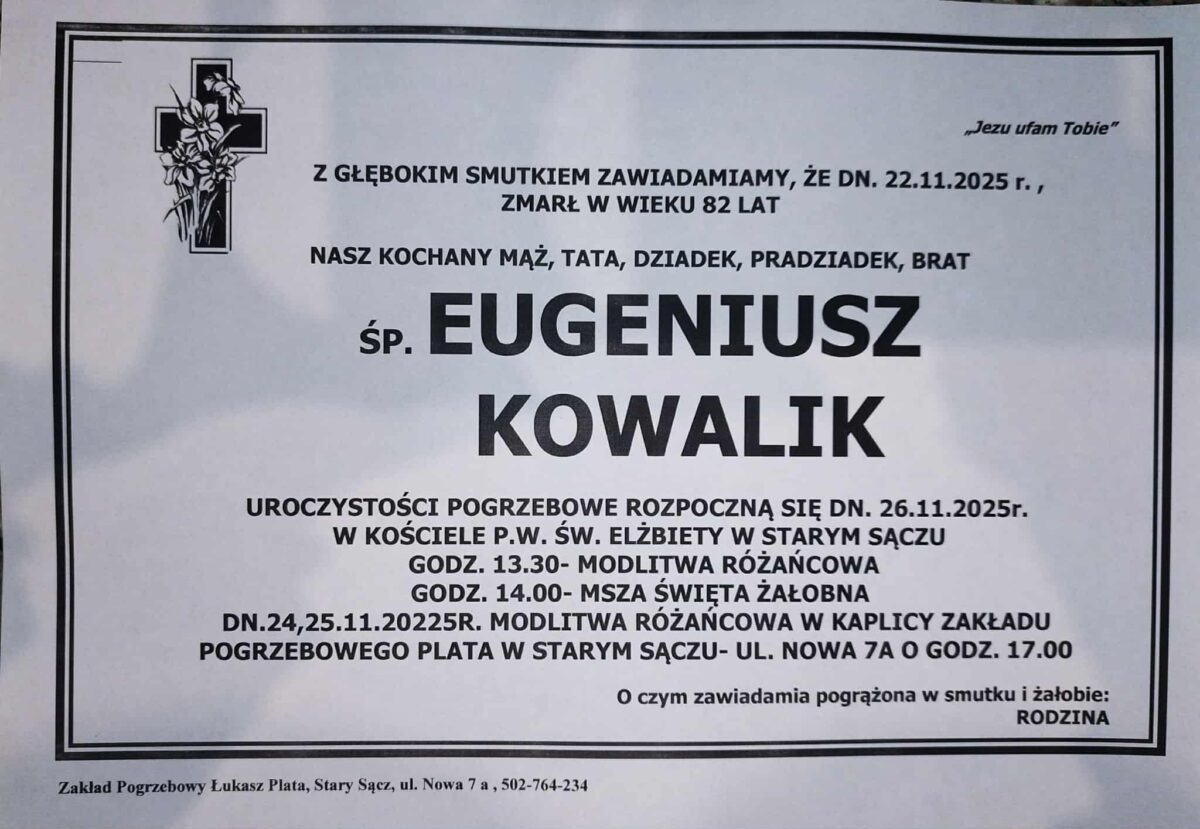 „Jezu ufam Tobie”
Z GŁĘBOKIM SMUTKIEM ZAWIADAMIAMY, ŻE DN. 22.11.2025 r. ,
ZMARŁ W WIEKU 82 LAT
NASZ KOCHANY MĄŻ, TATA, DZIADEK, PRADZIADEK, BRAT
ŚP. EUGENIUSZ
KOWALIK
UROCZYSTOŚCI POGRZEBOWE ROZPOCZNĄ SIĘ DN. 26.11.2025r.
W KOŚCIELE P.W. ŚW. ELŻBIETY W STARYM SĄCZU
GODZ. 13.30- MODLITWA RÓŻAŃCOWA
GODZ. 14.00- MSZA ŚWIĘTA ŻAŁOBNA
DN.24,25.11.20225R. MODLITWA RÓŻAŃCOWA W KAPLICY ZAKŁADU
POGRZEBOWEGO PLATA W STARYM SĄCZU- UL. NOWA 7A O GODZ. 17.00
O czym zawiadamia pogrążona w smutku i żałobie:
RODZINA
Zakład Pogrzebowy Łukasz Plata, Stary Sącz, ul. Nowa 7 a , 502-764-234